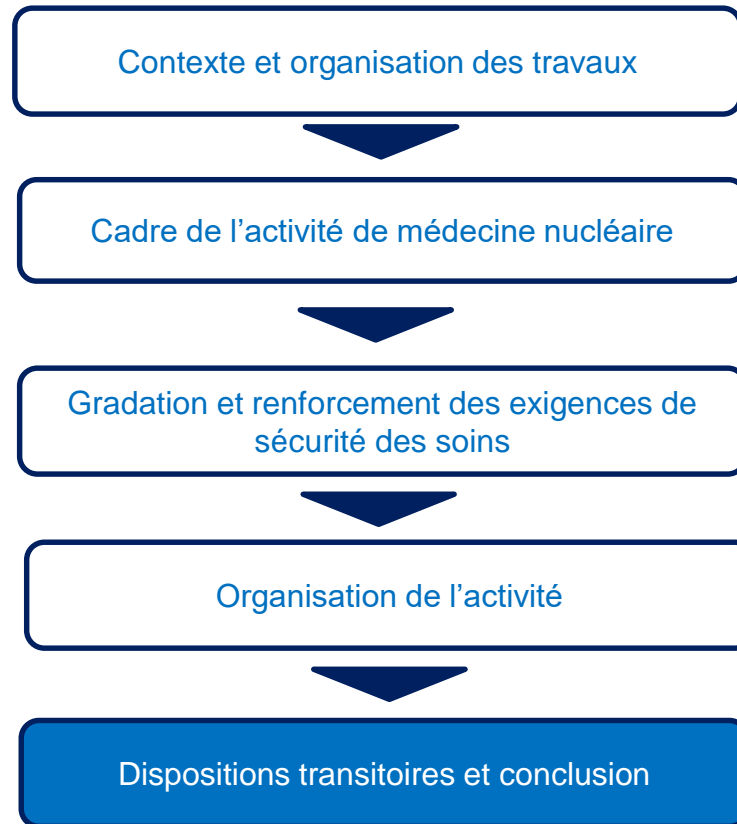 Contexte et organisation des travaux
Cadre de l’activité de médecine nucléaire
Gradation et renforcement des exigences de
sécurité des soins
Organisation de l’activité
Dispositions transitoires et conclusion